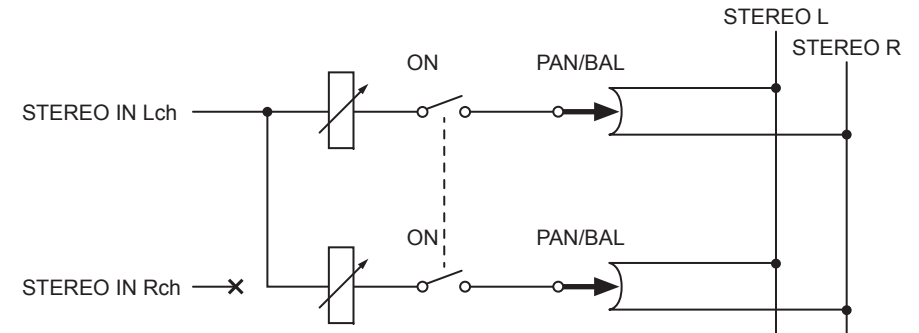 STEREO L
STEREO R
ON
PAN/BAL
STEREO IN Lch
ON
PAN/BAL
STEREO IN Rch